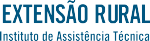 EXTENSÃO RURAL
Instituto de Assistência Técnica